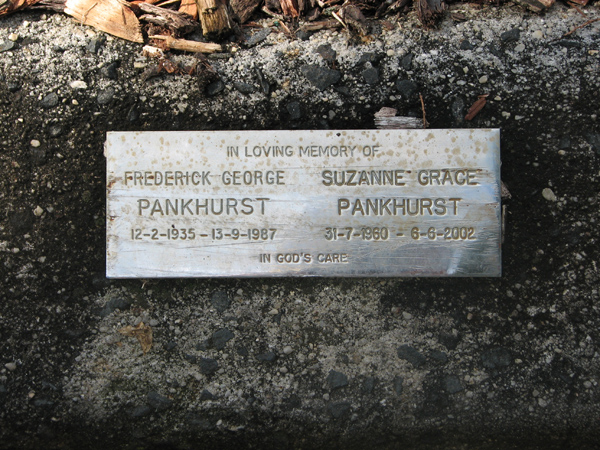 IN LOVING MEMORY OF
FREDERICK GEORGE SUZANNE GRACE
PANKHURST PANKHURST
12-2-1935 - 13-9-1987 31-7-1960 - 6-6-2002
IN GOD'S CARE